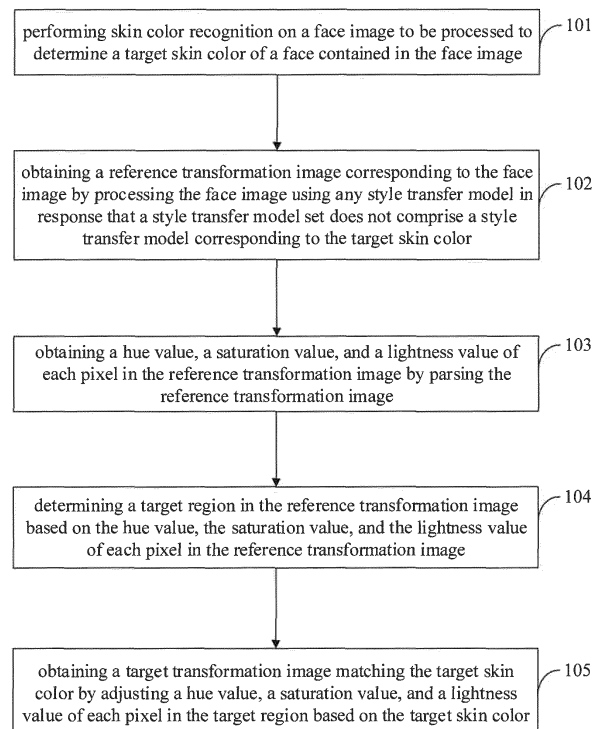 performing skin color recognition on a face image to be processed to
determine a target skin color of a face contained in the face image
101
obtaining a reference transformation image corresponding to the face
image by processing the face image using any style transfer model in
response that a style transfer model set does not comprise a style
transfer model corresponding to the target skin color
102
obtaining a hue value, a saturation value, and a lightness value of
each pixel in the reference transformation image by parsing the
reference transformation image
103
determining a target region in the reference transformation image
based on the hue value, the saturation value, and the lightness value
of each pixel in the reference transformation image
104
obtaining a target transformation image matching the target skin
color by adjusting a hue value, a saturation value, and a lightness
value of each pixel in the target region based on the target skin color
105